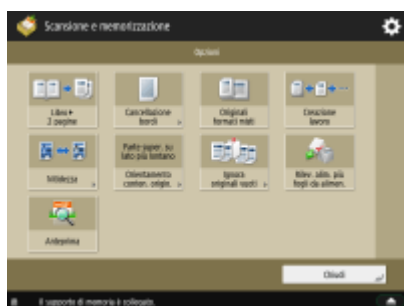 Scansione e memorizzazione
Opzioni
Libro ►
2 pagine
Cancellazione
bordi
Originali
formati misti
Creazione
lavoro
Nitidezza
Parte super. su
lato più lontano
Orientamento
conten. origin.
Ignora
originali vuoti
Rilev. alim. più
fogli da alimen.
Anteprima
Chiudi
Il supporto di memoria è collegato.